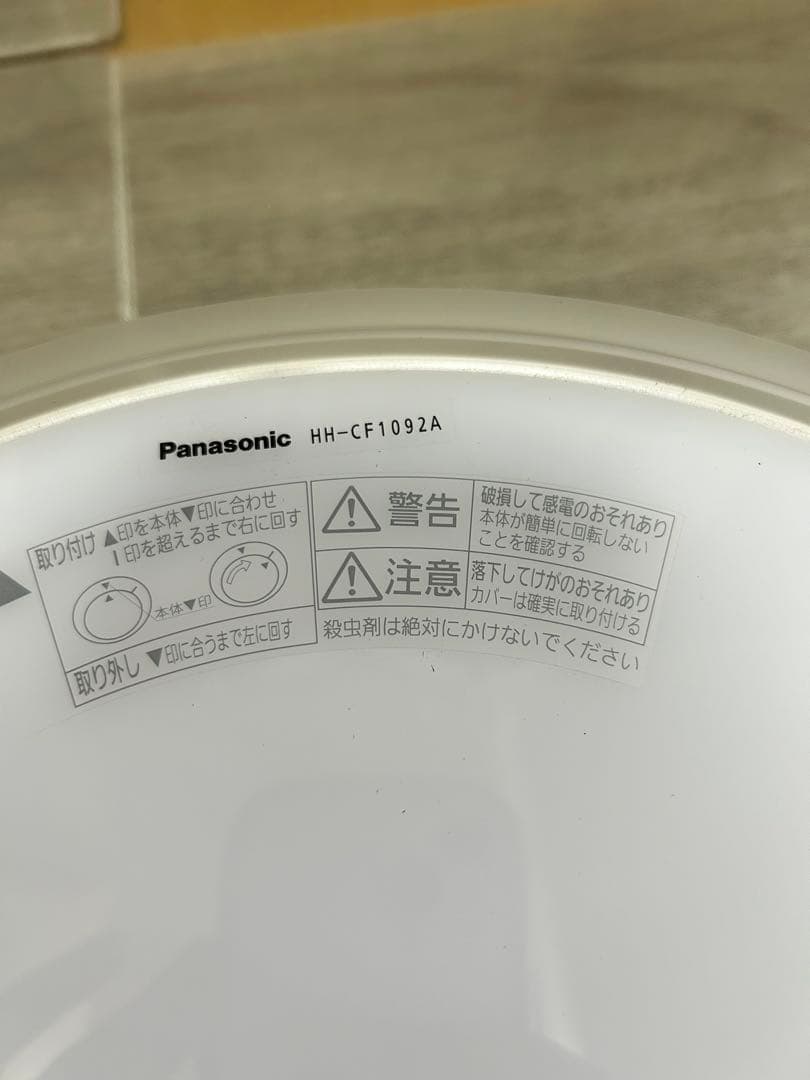 Panasonic HH-CF1092A
取り付け ▲印を本体▼印に合わせ
I印を超えるまで右に回す
本体▼印
取り外し ▼印に合うまで左に回す
警告
破損して感電のおそれあり
本体が簡単に回転しない
ことを確認する
注意
落下してけがのおそれあり
カバーは確実に取り付ける
殺虫剤は絶対にかけないでください